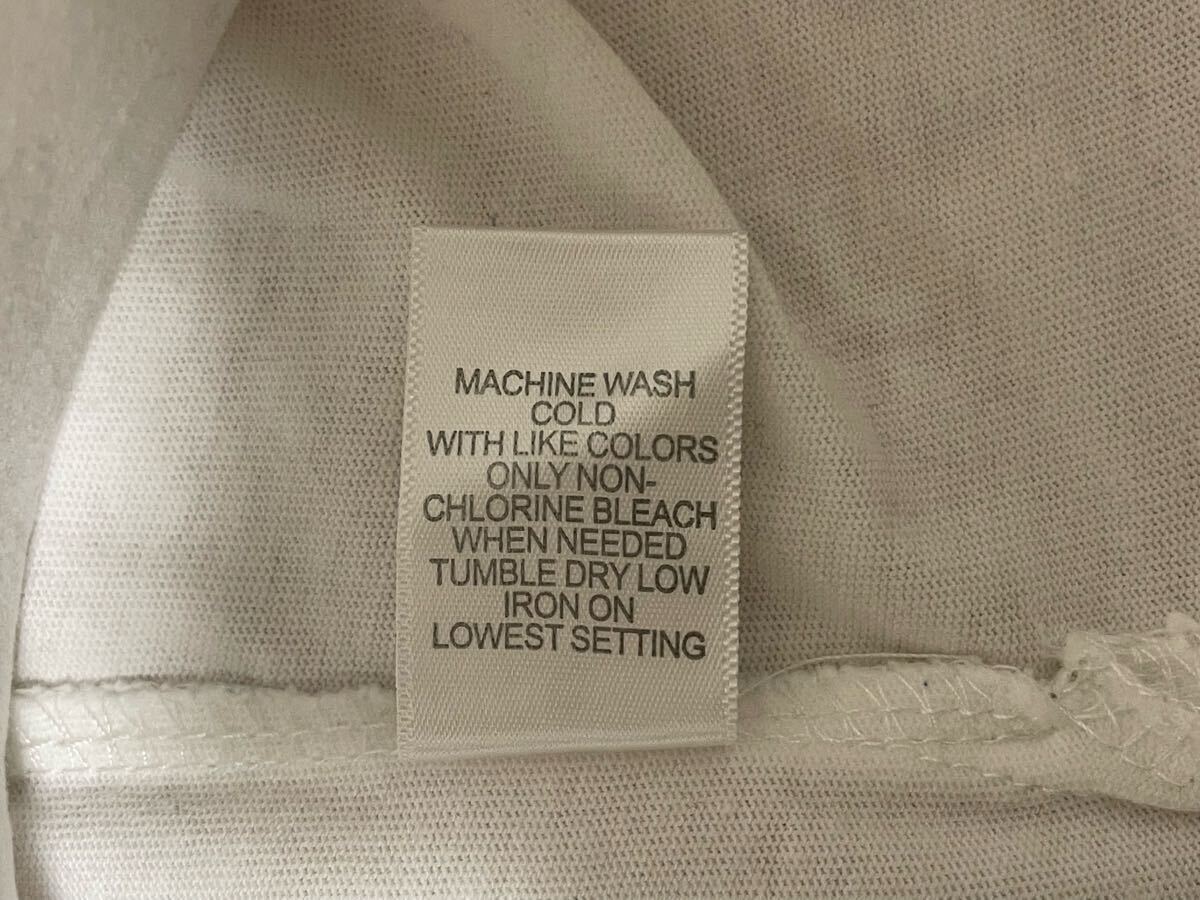 MACHINE WASH
COLD
WITH LIKE COLORS
ONLY NON-
CHLORINE BLEACH
WHEN NEEDED
TUMBLE DRY LOW
IRON ON
LOWEST SETTING